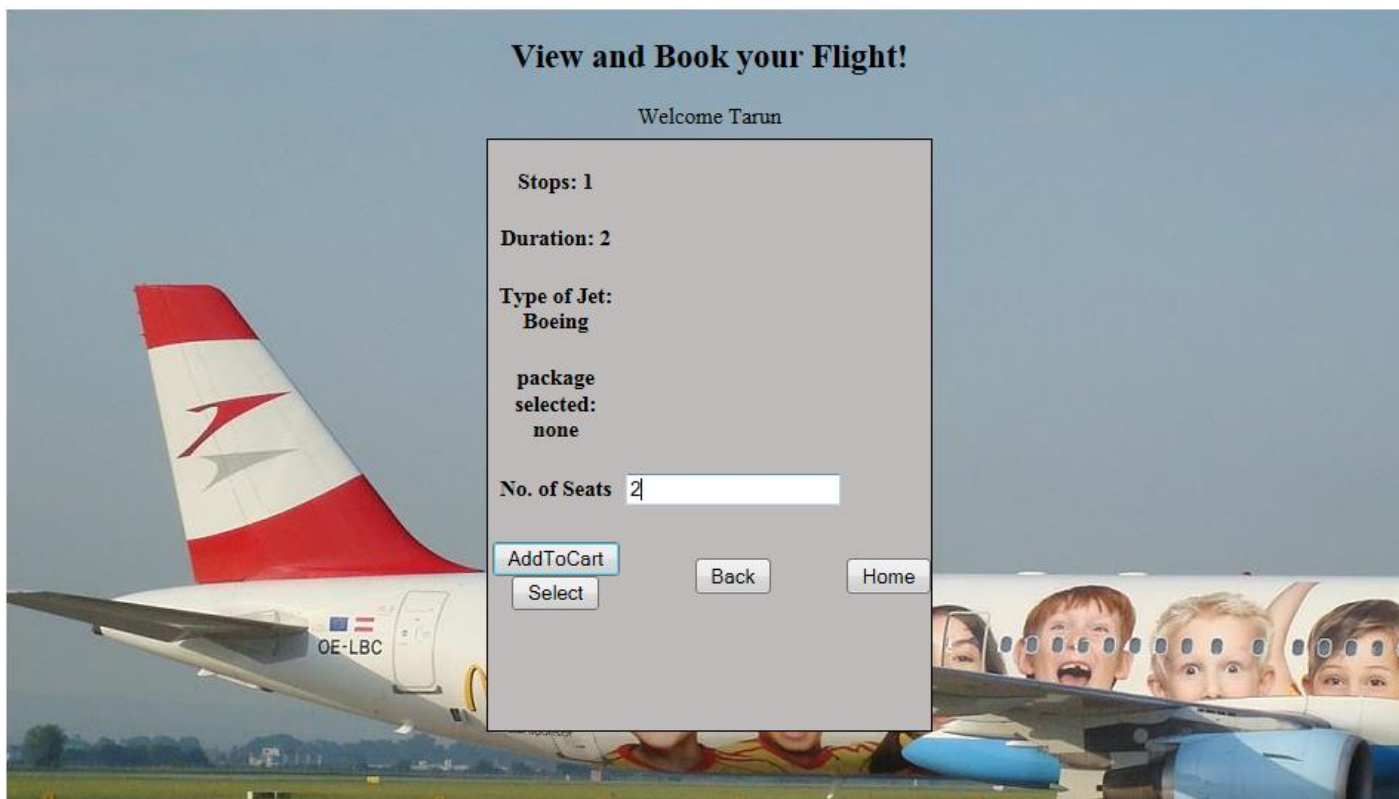 View and Book your Flight!
Welcome Tarun
Stops: 1
Duration: 2
Type of Jet:
Boeing
package
selected:
none
No. of Seats 2
AddToCart Back Home
Select
OE-LBC